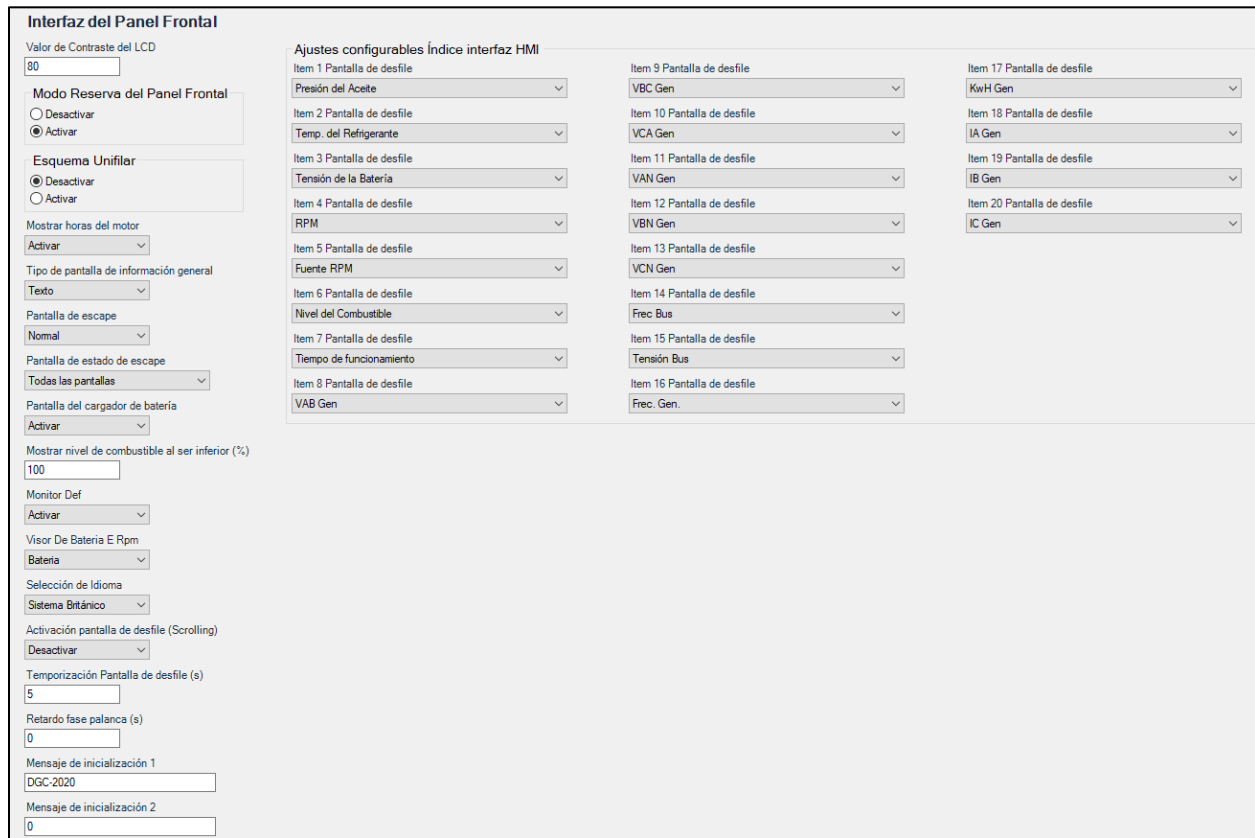 Interfaz del Panel Frontal
Valor de Contraste del LCD
80
Modo Reserva del Panel Frontal
Desactivar
Activar
Esquema Unifilar
Desactivar
Activar
Mostrar horas del motor
Activar
Tipo de pantalla de información general
Texto
Pantalla de escape
Normal
Pantalla de estado de escape
Todas las pantallas
Pantalla del cargador de batería
Activar
Mostrar nivel de combustible al ser inferior (%)
100
Monitor Def
Activar
Visor De Bateria E Rpm
Bateria
Selección de Idioma
Sistema Británico
Activación pantalla de desfile (Scrolling)
Desactivar
Temporización Pantalla de desfile (s)
5
Retardo fase palanca (s)
0
Mensaje de inicialización 1
DGC-2020
Mensaje de inicialización 2
0
Ajustes configurables Índice interfaz HMI
Item 1 Pantalla de desfile
Presión del Aceite
Item 2 Pantalla de desfile
Temp. del Refrigerante
Item 3 Pantalla de desfile
Tensión de la Batería
Item 4 Pantalla de desfile
RPM
Item 5 Pantalla de desfile
Fuente RPM
Item 6 Pantalla de desfile
Nivel del Combustible
Item 7 Pantalla de desfile
Tiempo de funcionamiento
Item 8 Pantalla de desfile
VAB Gen
Item 9 Pantalla de desfile
VBC Gen
Item 10 Pantalla de desfile
VCA Gen
Item 11 Pantalla de desfile
VAN Gen
Item 12 Pantalla de desfile
VBN Gen
Item 13 Pantalla de desfile
VCN Gen
Item 14 Pantalla de desfile
Frec Bus
Item 15 Pantalla de desfile
Tensión Bus
Item 16 Pantalla de desfile
Frec. Gen.
Item 17 Pantalla de desfile
KwH Gen
Item 18 Pantalla de desfile
IA Gen
Item 19 Pantalla de desfile
IB Gen
Item 20 Pantalla de desfile
IC Gen